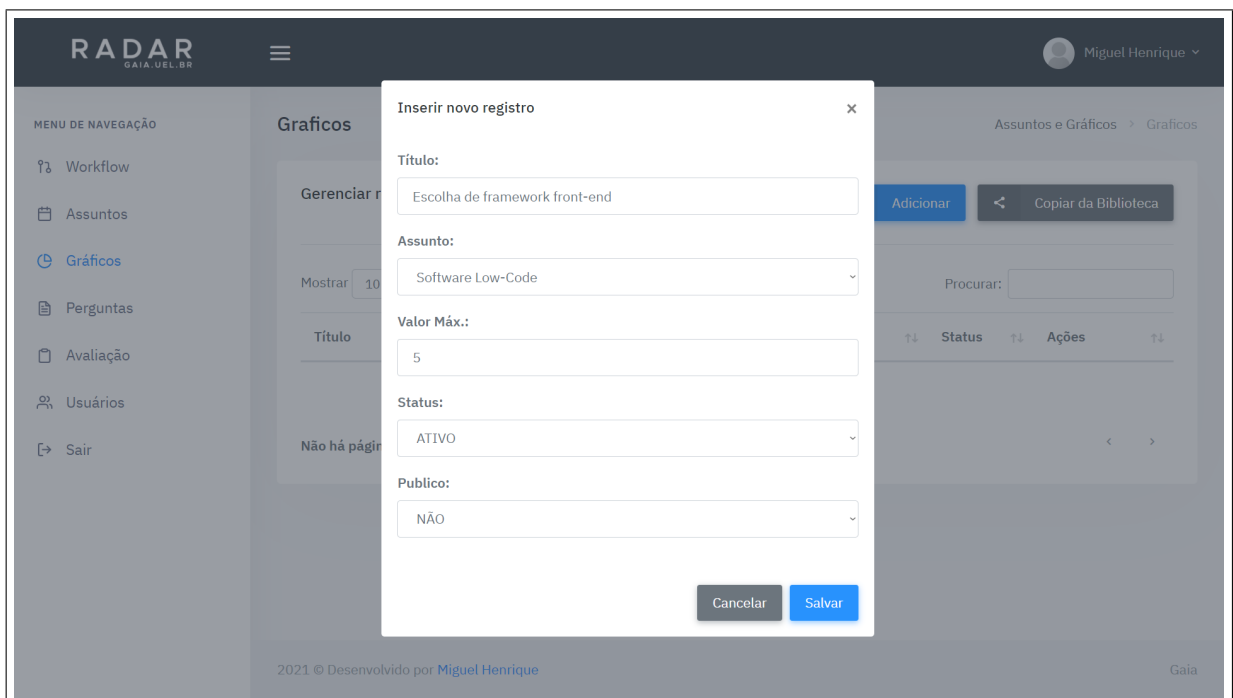 RADAR
GAIA.UEL.BR
Miguel Henrique
MENU DE NAVEGAÇÃO
Workflow
Assuntos
Gráficos
Perguntas
Avaliação
Usuários
Sair
Graficos
Assuntos e Gráficos > Graficos
Gerenciar r
Adicionar
Copiar da Biblioteca
Mostrar 10
Procurar:
Título
Status
Ações
Não há págin
Inserir novo registro ×
Título:
Escolha de framework front-end
Assunto:
Software Low-Code
Valor Máx.:
5
Status:
ATIVO
Publico:
NÃO
Cancelar
Salvar
2021 © Desenvolvido por Miguel Henrique
Gaia